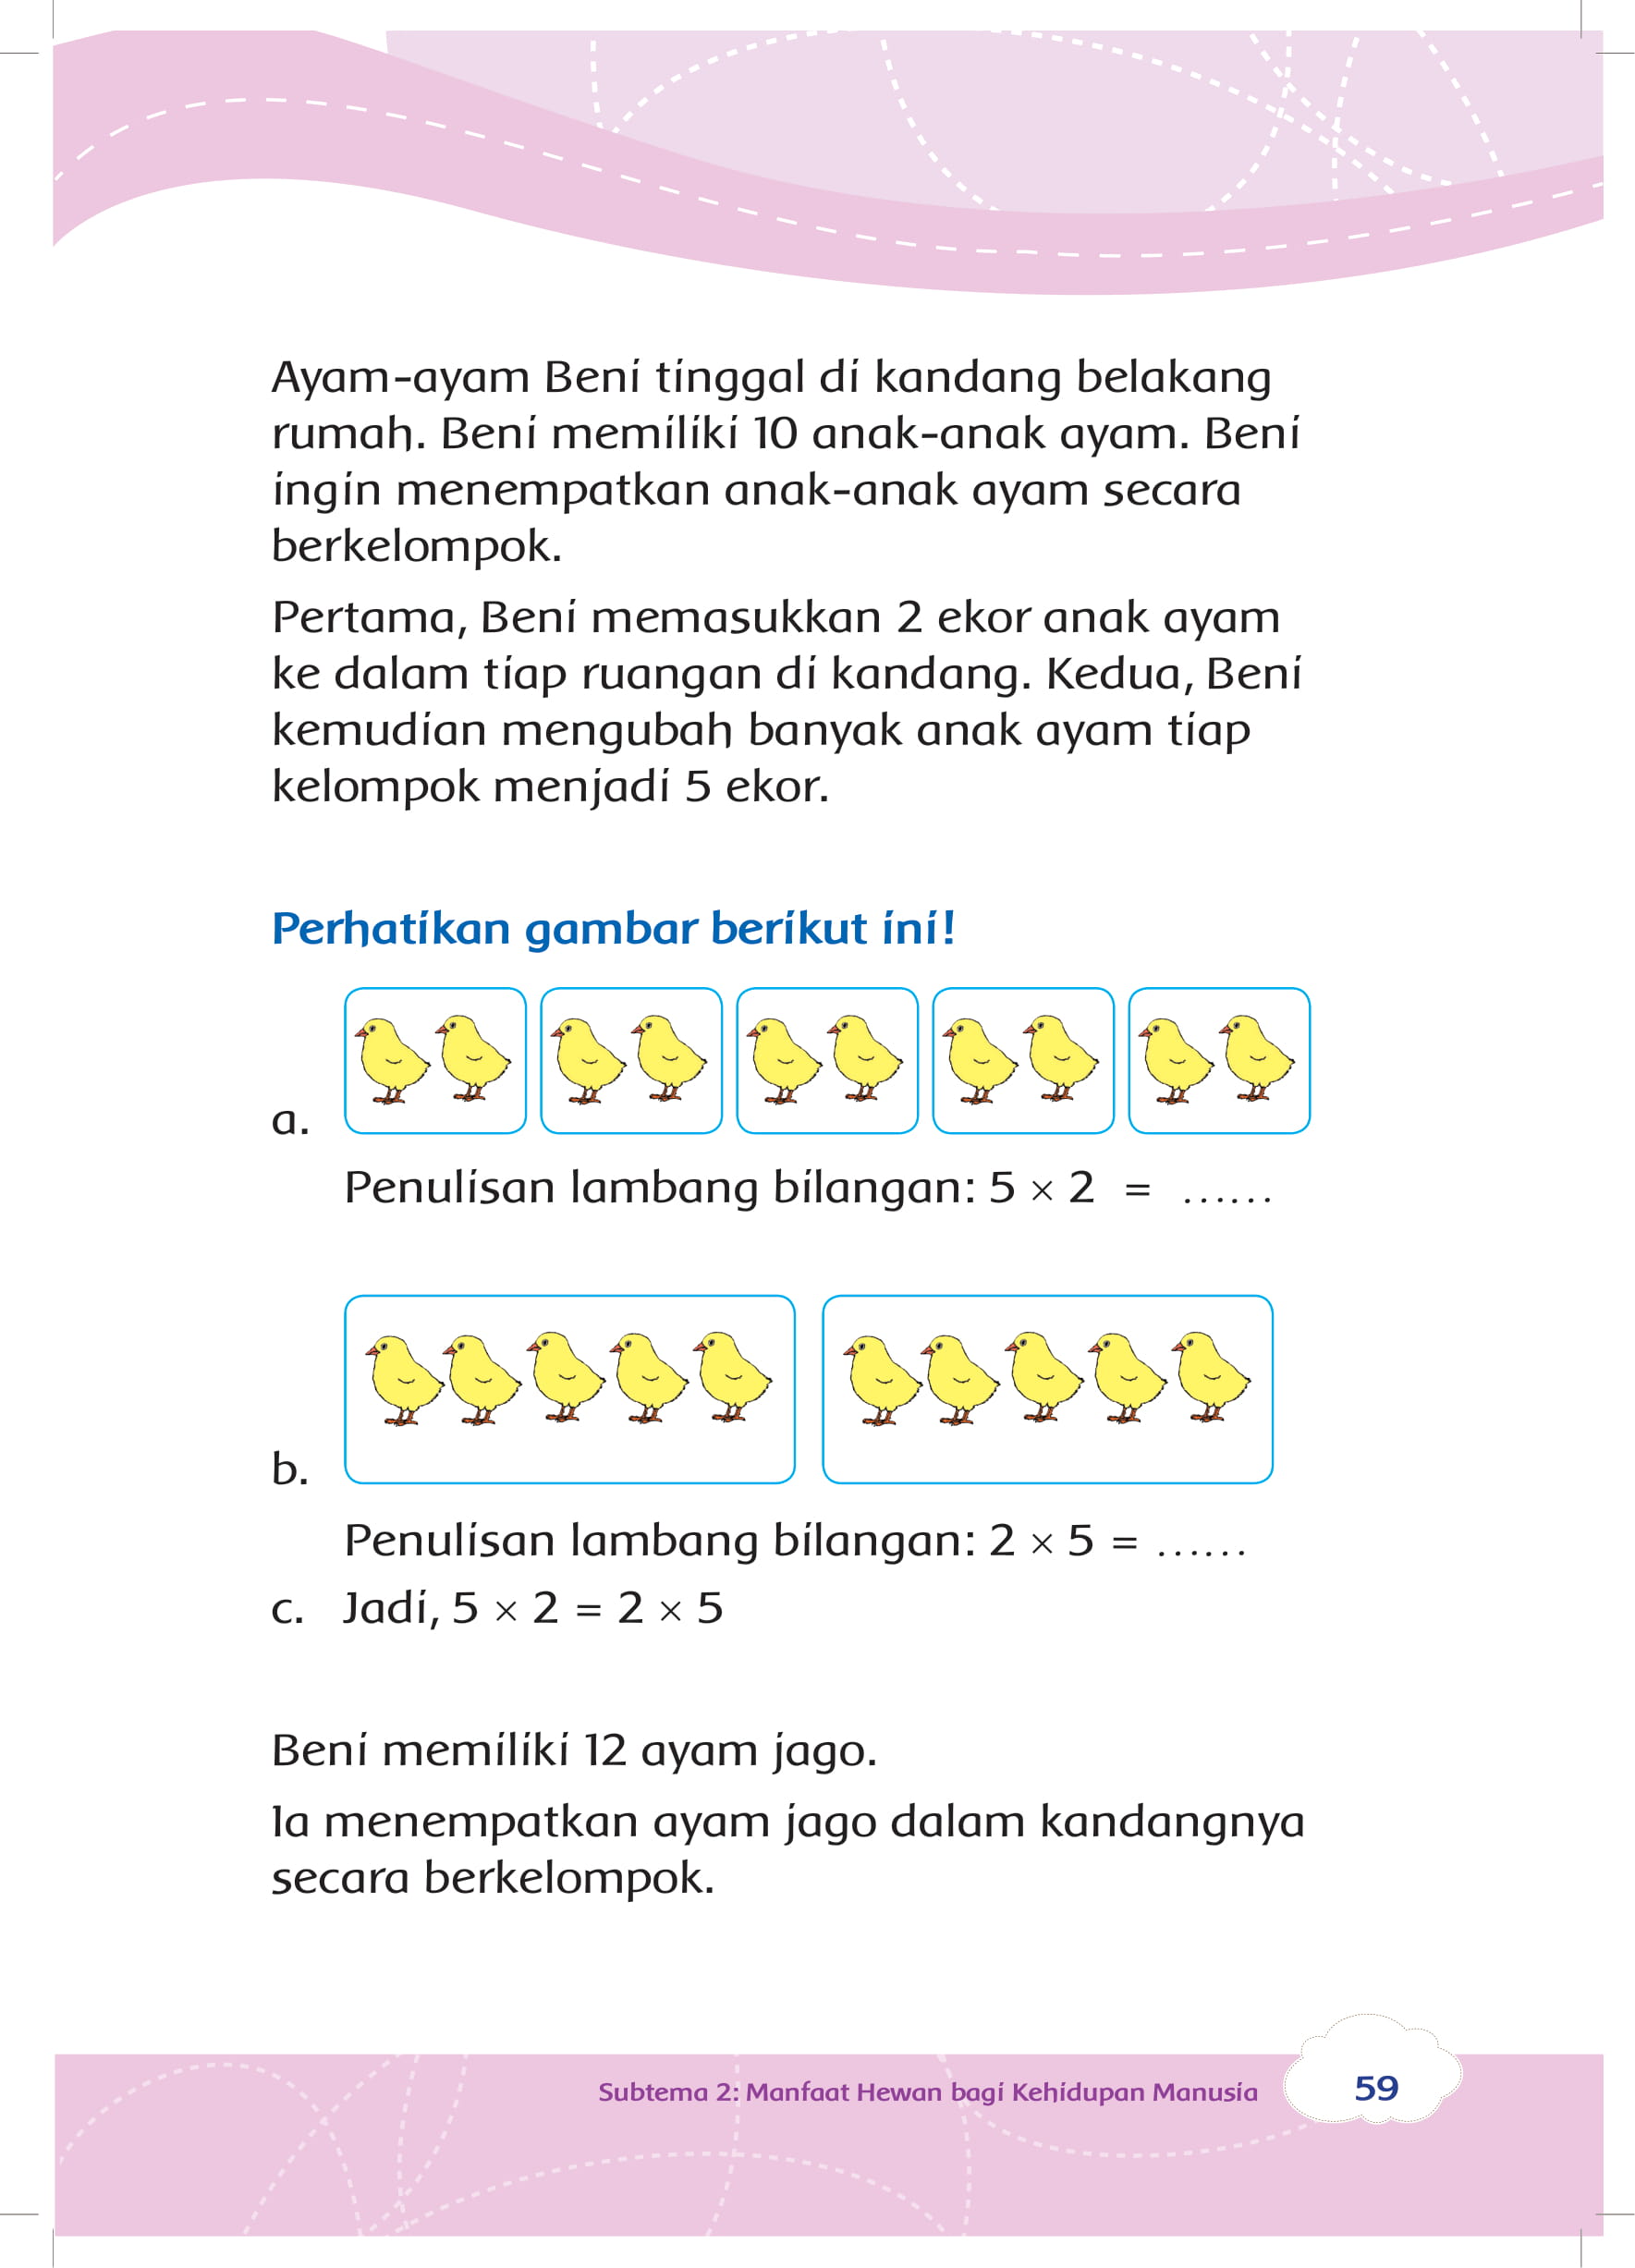 Ayam-ayam Beni tinggal di kandang belakang
rumah. Beni memiliki 10 anak-anak ayam. Beni
ingin menempatkan anak-anak ayam secara
berkelompok.
Pertama, Beni memasukkan 2 ekor anak ayam
ke dalam tiap ruangan di kandang. Kedua, Beni
kemudian mengubah banyak anak ayam tiap
kelompok menjadi 5 ekor.
Perhatikan gambar berikut ini!
a.
Penulisan lambang bilangan: 5 × 2 = ......
b.
Penulisan lambang bilangan: 2 × 5 = ......
c. Jadi, 5 × 2 = 2 × 5
Beni memiliki 12 ayam jago.
Ia menempatkan ayam jago dalam kandangnya
secara berkelompok.
Subtema 2: Manfaat Hewan bagi Kehidupan Manusia
59